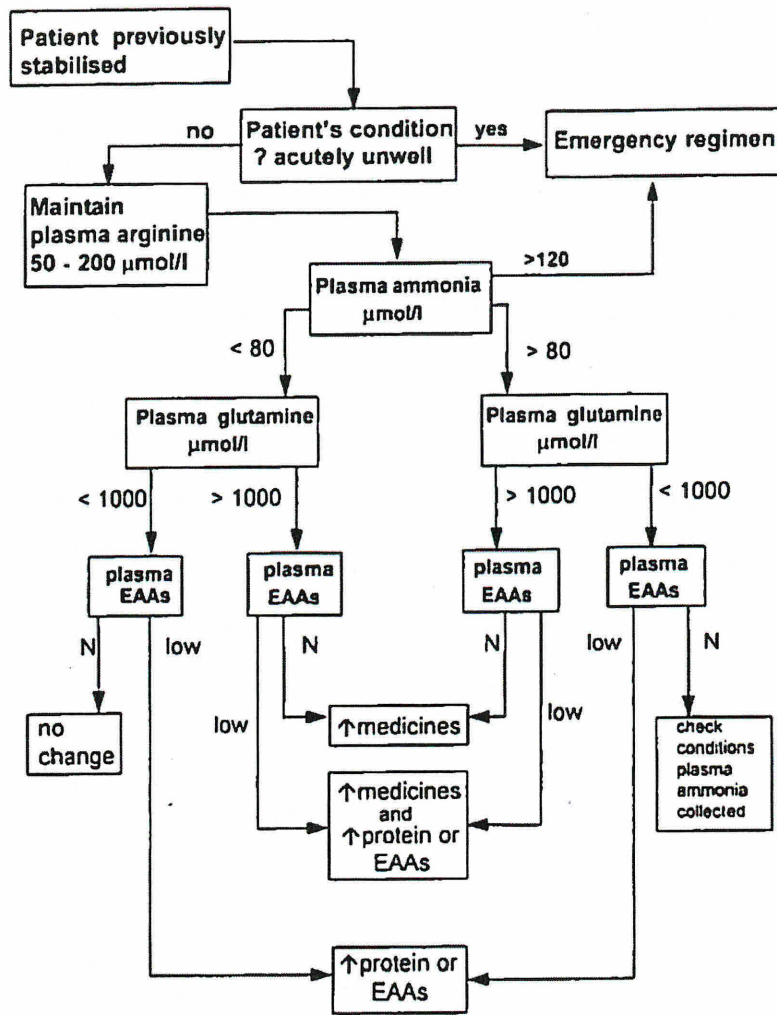 Patient previously
stabilised
no
Patient's condition
? acutely unwell
yes
Emergency regimen
Maintain
plasma arginine
50 - 200 µmol/l
Plasma ammonia
µmol/l
>120
< 80
> 80
Plasma glutamine
µmol/l
Plasma glutamine
µmol/l
< 1000
> 1000
> 1000
< 1000
plasma
EAAs
plasma
EAAs
plasma
EAAs
plasma
EAAs
N
low
low
N
N
low
low
N
no
change
↑medicines
check
conditions
plasma
ammonia
collected
↑medicines
and
↑protein or
EAAs
↑protein or
EAAs